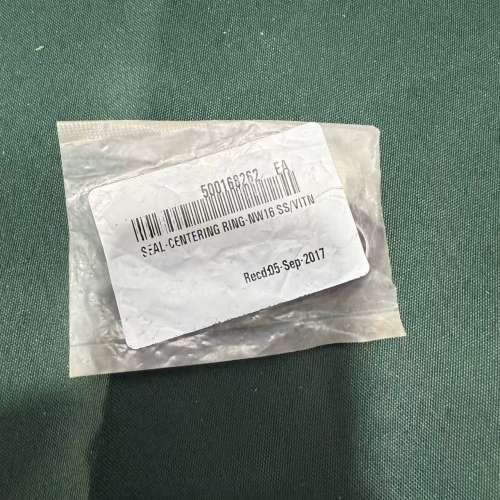 500168262 EA
SEAL-CENTERING RING-NW16 SS/VITN
Recd:05-Sep-2017